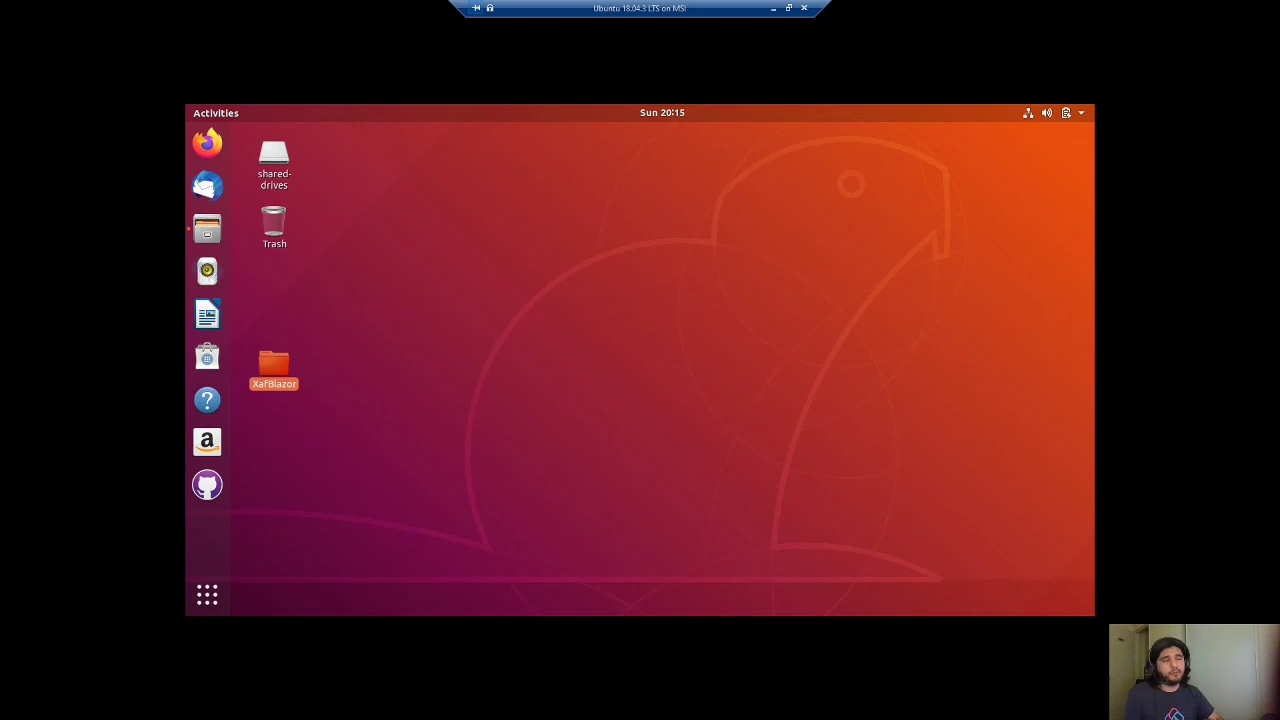 Ubuntu 18.04.3 LTS on MSI
Activities
Sun 20:15
shared-
drives
Trash
XafBlazor